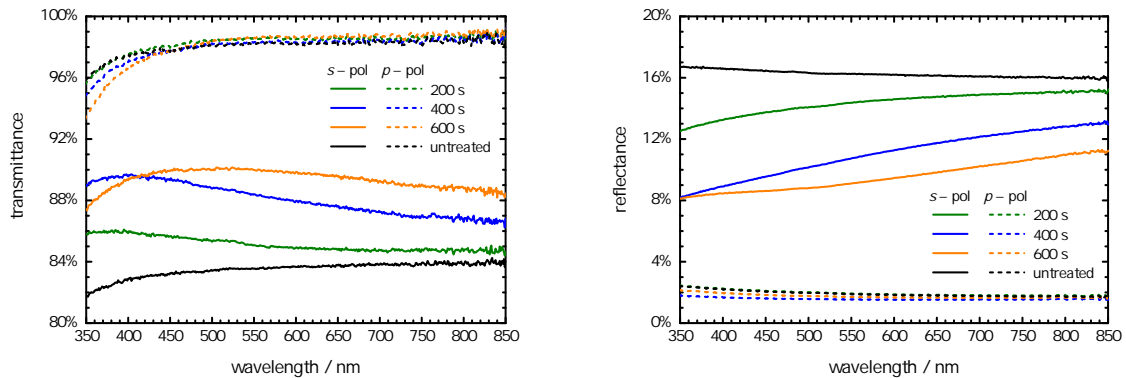 100%
96%
92%
88%
84%
80%
transmittance
s – pol p – pol
200 s
400 s
600 s
untreated
350 400 450 500 550 600 650 700 750 800 850
wavelength / nm
20%
16%
12%
8%
4%
0%
reflectance
s – pol p – pol
200 s
400 s
600 s
untreated
350 400 450 500 550 600 650 700 750 800 850
wavelength / nm